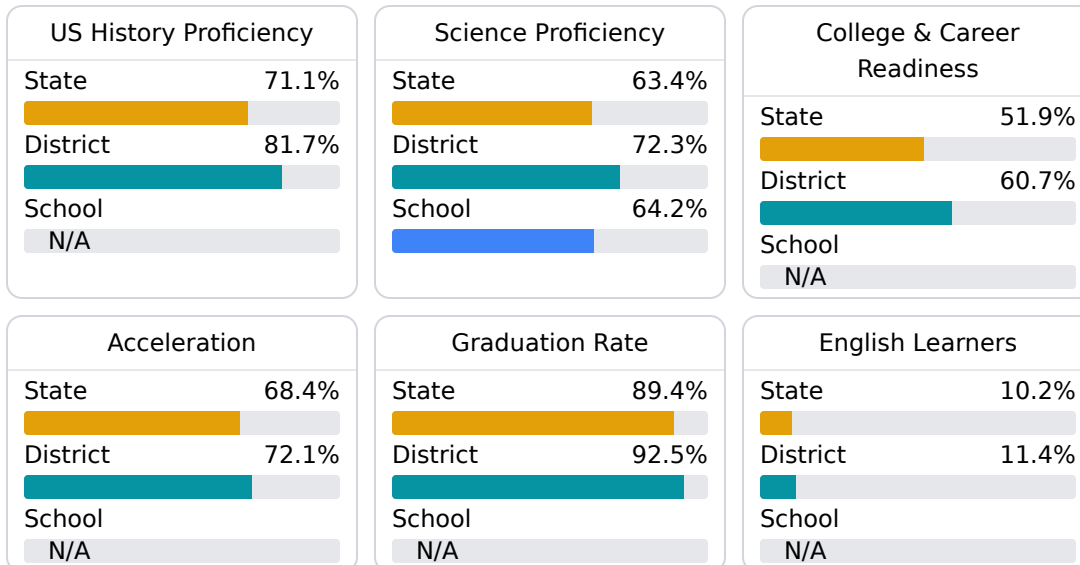 US History Proficiency
State 71.1%
District 81.7%
School
N/A
Science Proficiency
State 63.4%
District 72.3%
School 64.2%
College & Career
Readiness
State 51.9%
District 60.7%
School
N/A
Acceleration
State 68.4%
District 72.1%
School
N/A
Graduation Rate
State 89.4%
District 92.5%
School
N/A
English Learners
State 10.2%
District 11.4%
School
N/A